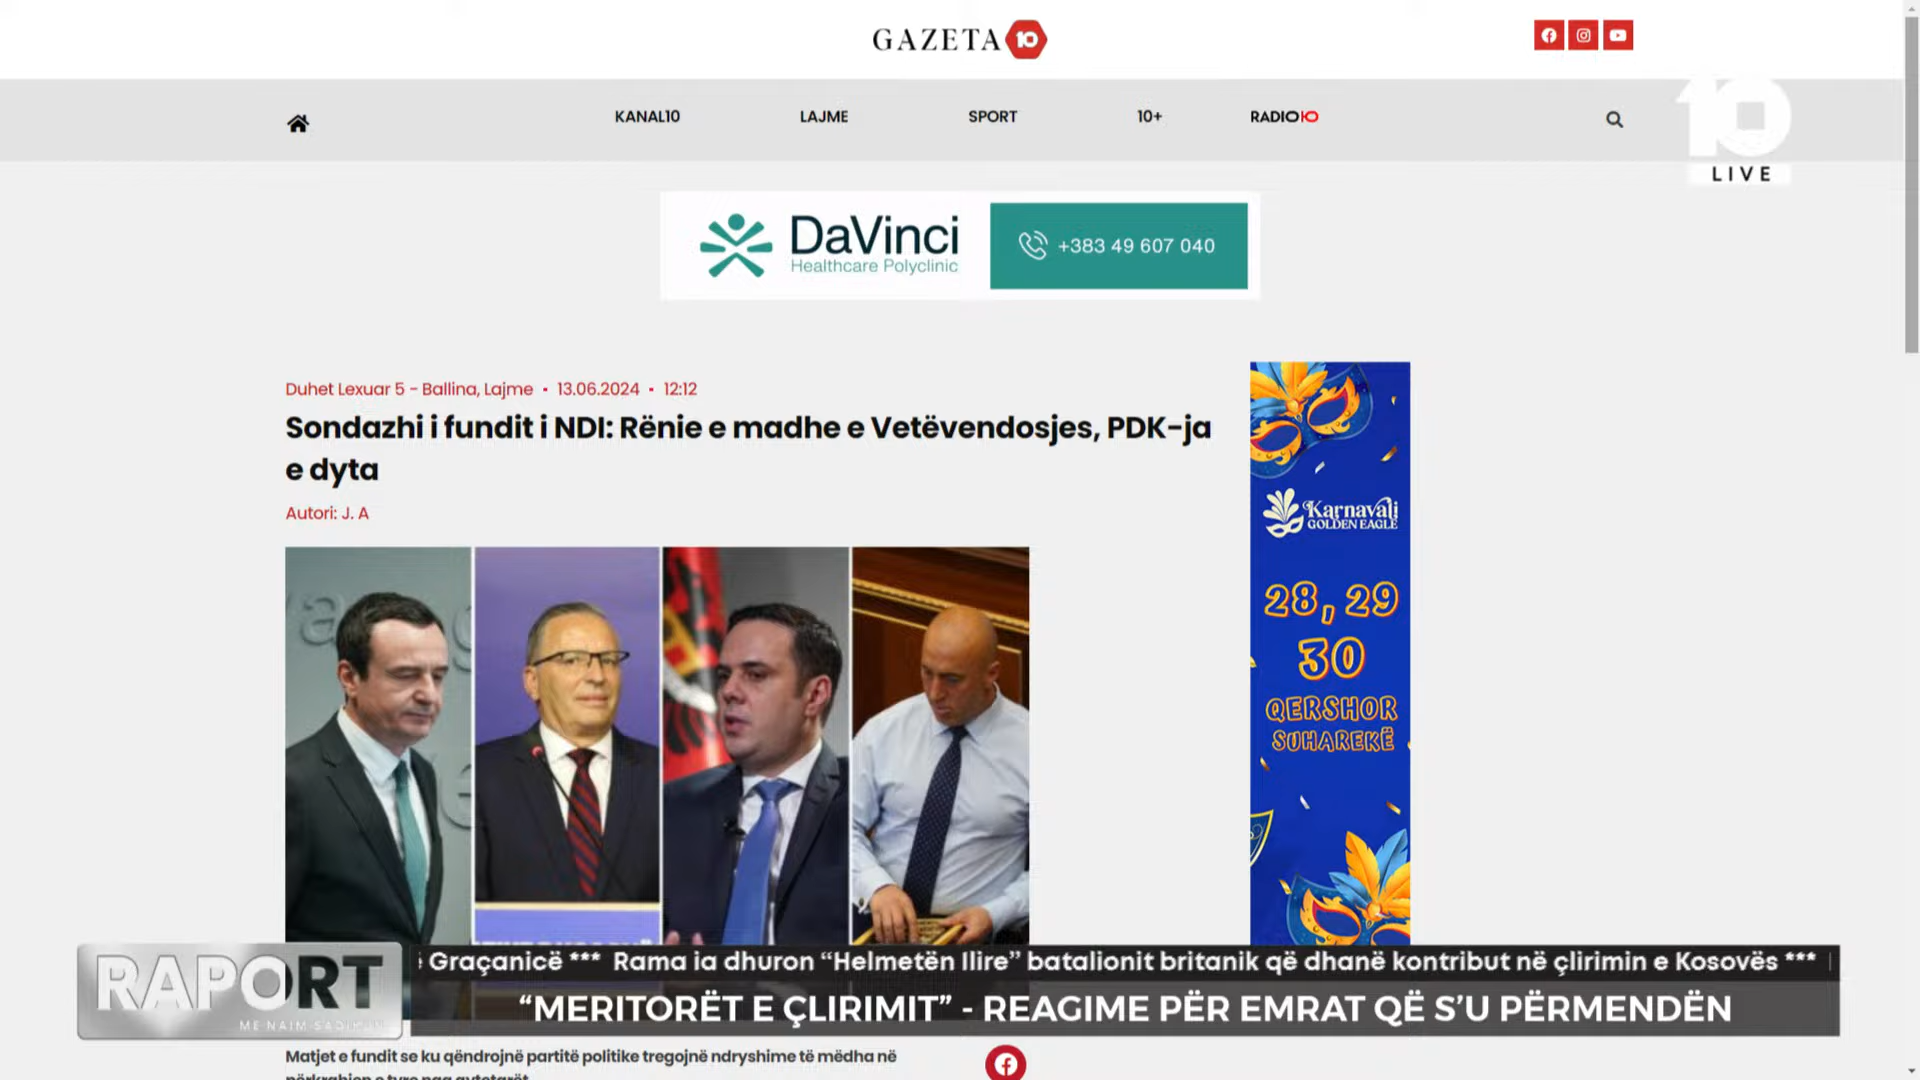 GAZETA 10
KANAL10
LAJME
SPORT
10+
RADIO10
10
LIVE
DaVinci
Healthcare Polyclinic
+383 49 607 040
Duhet Lexuar 5 - Ballina, Lajme • 13.06.2024 • 12:12
Sondazhi i fundit i NDI: Rënie e madhe e Vetëvendosjes, PDK-ja
e dyta
Autori: J. A
Karnavali
GOLDEN EAGLE
28, 29
30
QERSHOR
SUHAREKË
Graçanicë *** Rama ia dhuron “Helmetën Ilire” batalionit britanik që dhanë kontribut në çlirimin e Kosovës ***
RAPORT
“MERITORËT E ÇLIRIMIT” - REAGIME PËR EMRAT QË S’U PËRMENDËN
Matjet e fundit se ku qëndrojnë partitë politike tregojnë ndryshime të mëdha në